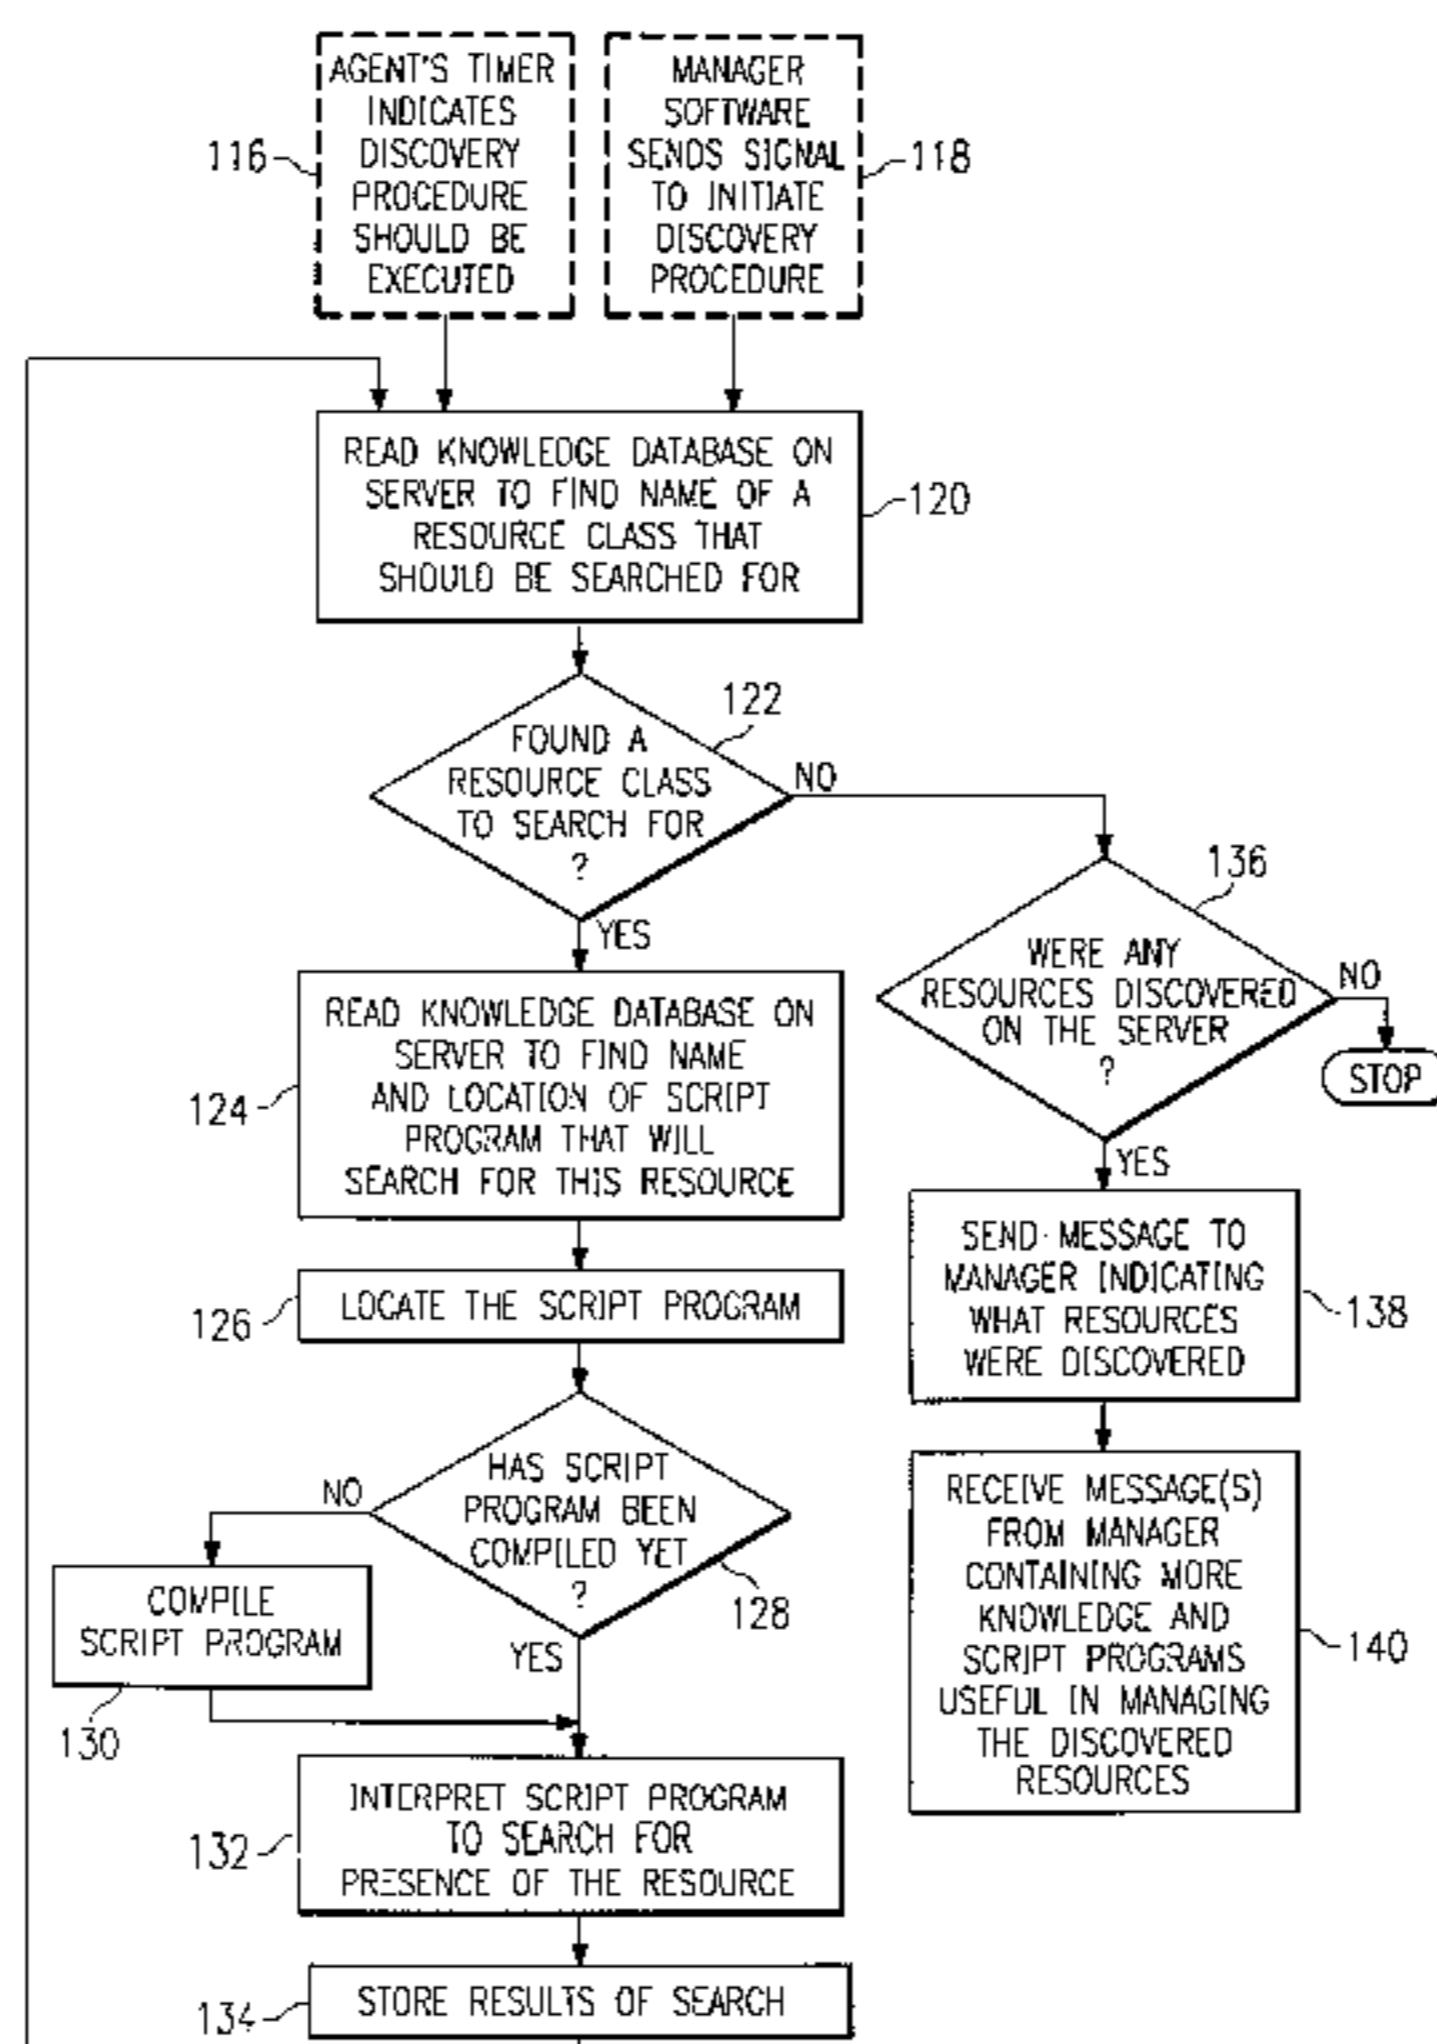 AGENT'S TIMER
INDICATES
DISCOVERY
PROCEDURE
SHOULD BE
EXECUTED
116
MANAGER
SOFTWARE
SENDS SIGNAL
TO INITIATE
DISCOVERY
PROCEDURE
118
READ KNOWLEDGE DATABASE ON
SERVER TO FIND NAME OF A
RESOURCE CLASS THAT
SHOULD BE SEARCHED FOR
120
FOUND A
RESOURCE CLASS
TO SEARCH FOR
?
122
NO
YES
READ KNOWLEDGE DATABASE ON
SERVER TO FIND NAME
AND LOCATION OF SCRIPT
PROGRAM THAT WILL
SEARCH FOR THIS RESOURCE
124
LOCATE THE SCRIPT PROGRAM
126
HAS SCRIPT
PROGRAM BEEN
COMPILED YET
?
128
NO
YES
COMPILE
SCRIPT PROGRAM
130
INTERPRET SCRIPT PROGRAM
TO SEARCH FOR
PRESENCE OF THE RESOURCE
132
STORE RESULTS OF SEARCH
134
WERE ANY
RESOURCES DISCOVERED
ON THE SERVER
?
136
NO
STOP
YES
SEND MESSAGE TO
MANAGER INDICATING
WHAT RESOURCES
WERE DISCOVERED
138
RECEIVE MESSAGE(S)
FROM MANAGER
CONTAINING MORE
KNOWLEDGE AND
SCRIPT PROGRAMS
USEFUL IN MANAGING
THE DISCOVERED
RESOURCES
140